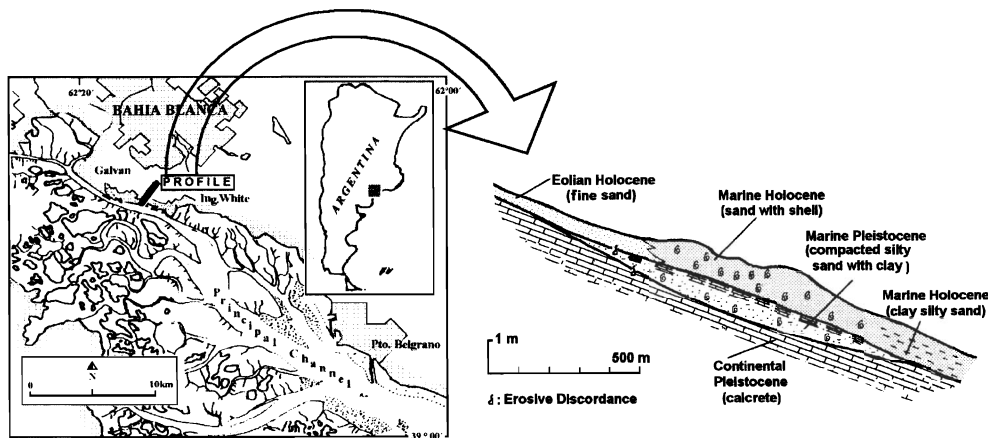 62°20´
62°00´
BAHIA BLANCA
Galvan
PROFILE
Ing. White
ARGENTINA
Principal Channel
Pto. Belgrano
N
0 10km
39°00´
Eolian Holocene
(fine sand)
Marine Holocene
(sand with shell)
Marine Pleistocene
(compacted silty
sand with clay )
Marine Holocene
(clay silty sand)
1 m
500 m
Continental
Pleistocene
(calcrete)
: Erosive Discordance